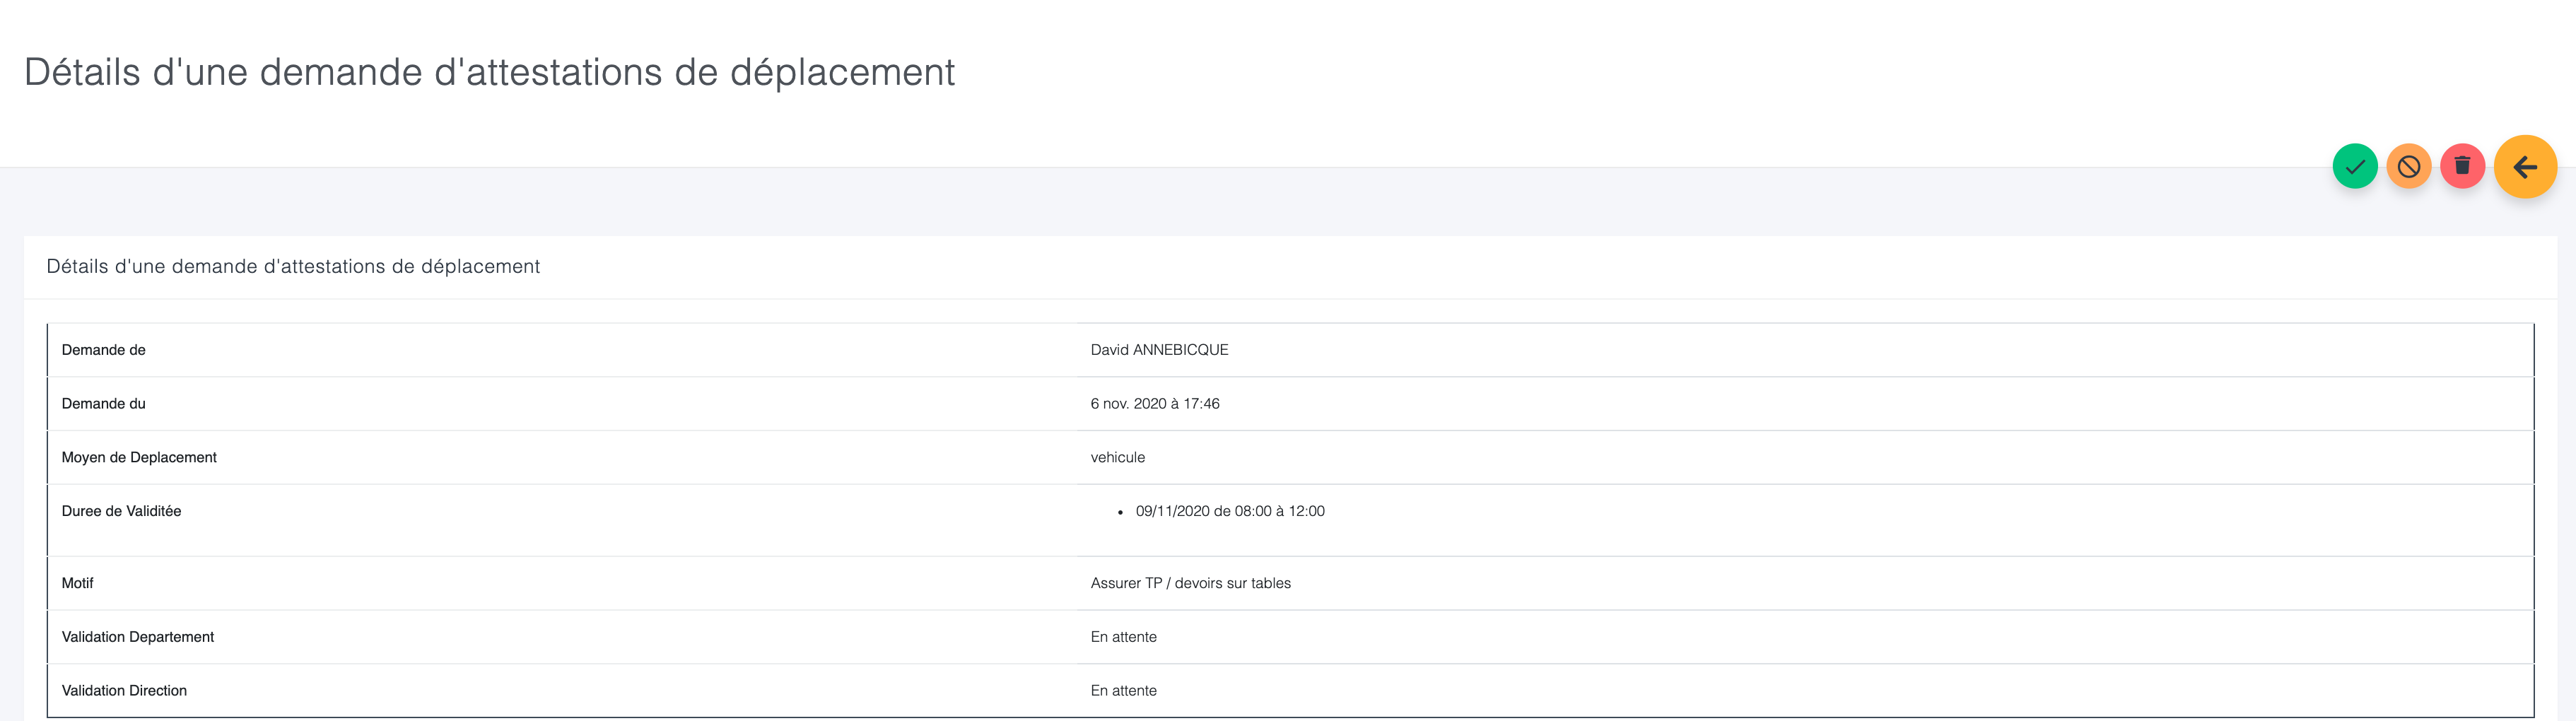 Détails d'une demande d'attestations de déplacement
Détails d'une demande d'attestations de déplacement
Demande de David ANNEBICQUE
Demande du 6 nov. 2020 à 17:46
Moyen de Deplacement vehicule
Duree de Validitée • 09/11/2020 de 08:00 à 12:00
Motif Assurer TP / devoirs sur tables
Validation Departement En attente
Validation Direction En attente